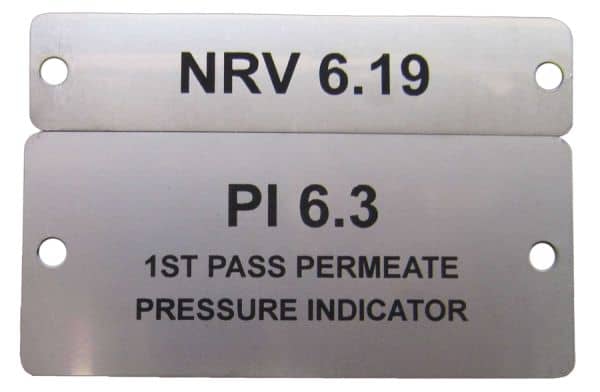 NRV 6.19
PI 6.3
1ST PASS PERMEATE
PRESSURE INDICATOR